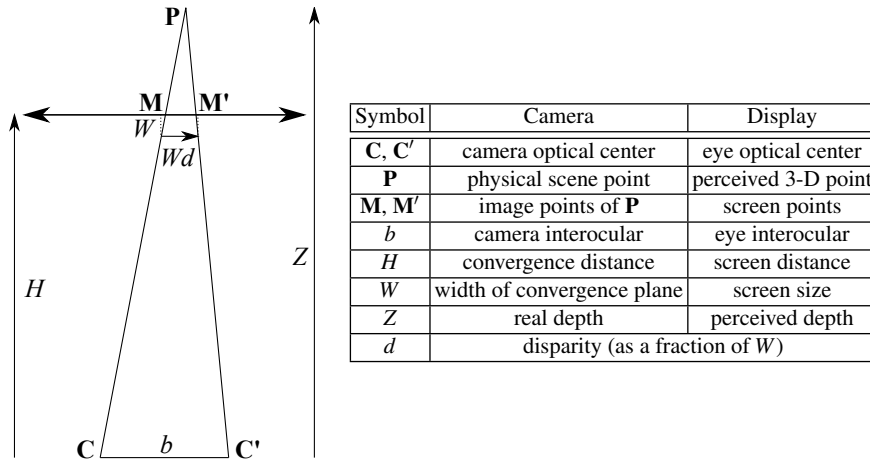 P
M M'
W
Wd
Z
H
C b C'
Symbol Camera Display
C, C′ camera optical center eye optical center
P physical scene point perceived 3-D point
M, M′ image points of P screen points
b camera interocular eye interocular
H convergence distance screen distance
W width of convergence plane screen size
Z real depth perceived depth
d disparity (as a fraction of W)